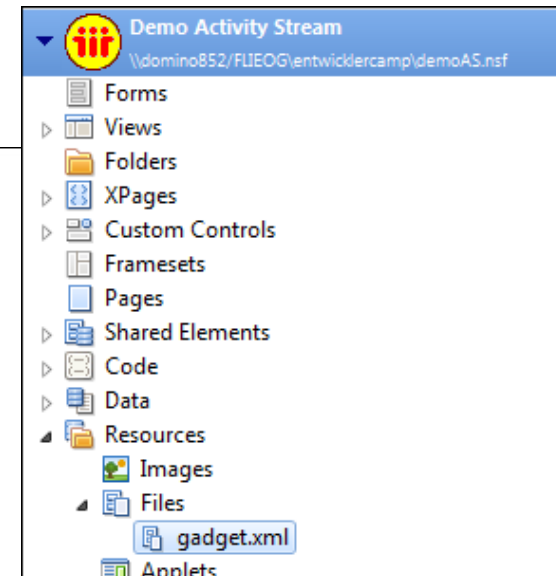 Demo Activity Stream
\\domino852/FLIEOG\entwicklercamp\demoAS.nsf
Forms
Views
Folders
XPages
Custom Controls
Framesets
Pages
Shared Elements
Code
Data
Resources
Images
Files
gadget.xml
Applets